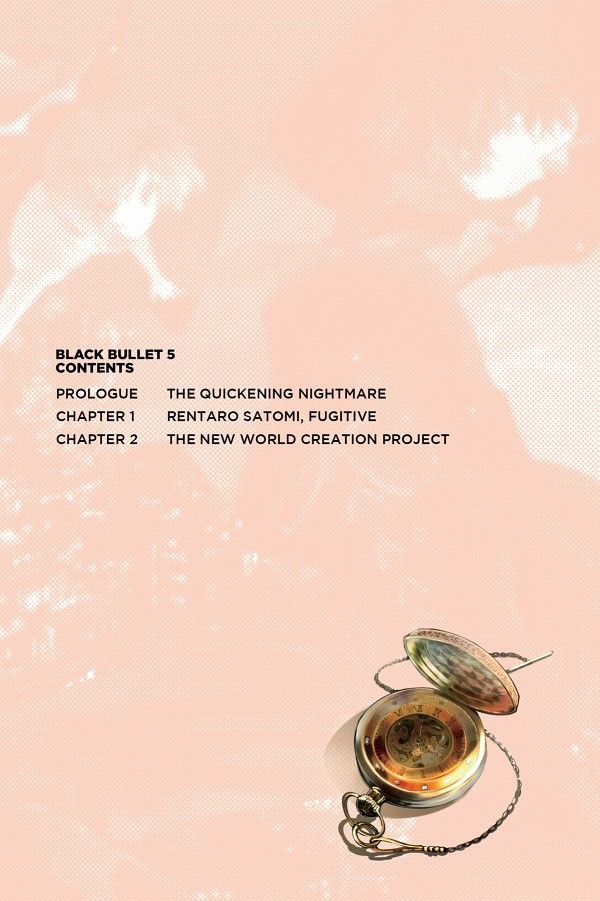 BLACK BULLET 5
CONTENTS
PROLOGUE THE QUICKENING NIGHTMARE
CHAPTER 1 RENTARO SATOMI, FUGITIVE
CHAPTER 2 THE NEW WORLD CREATION PROJECT